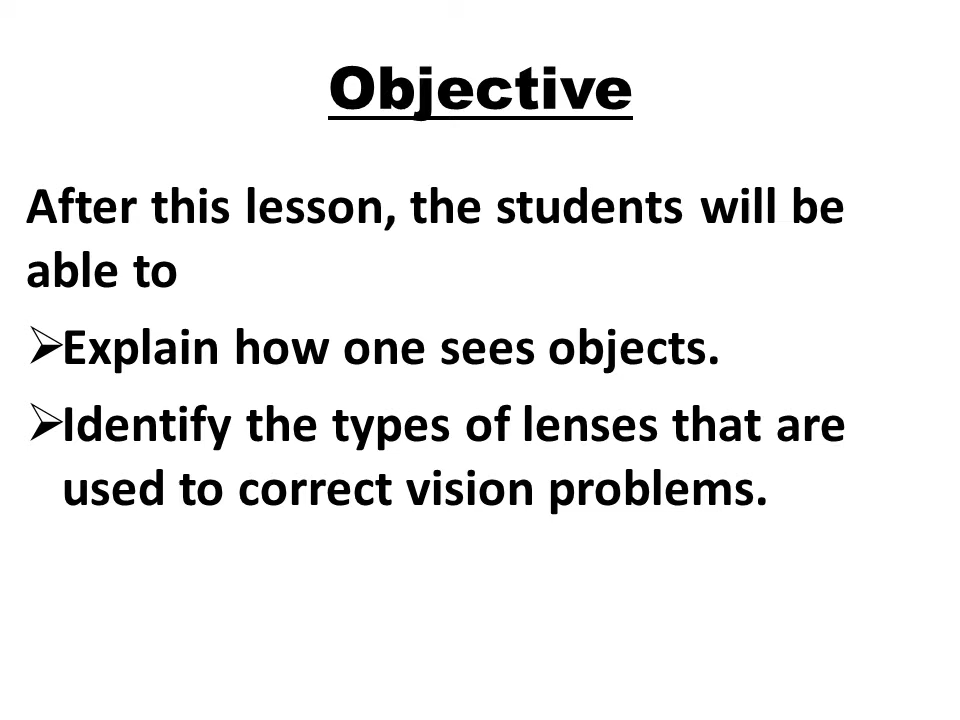 Objective
After this lesson, the students will be
able to
➢Explain how one sees objects.
➢Identify the types of lenses that are
used to correct vision problems.